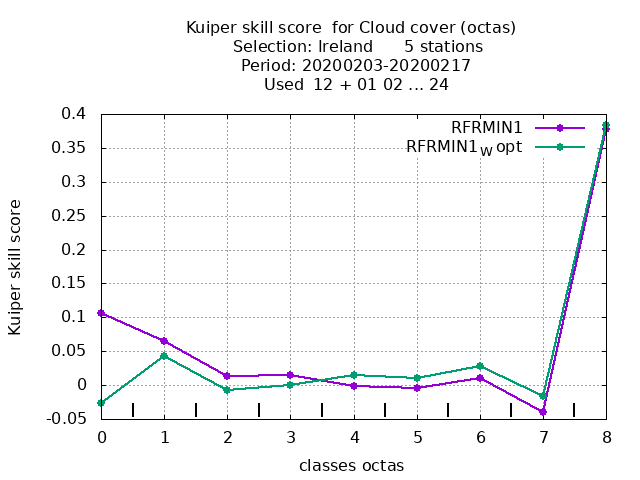 Kuiper skill score  for Cloud cover (octas)
Selection: Ireland      5 stations
Period: 20200203-20200217
Used  12 + 01 02 ... 24
RFRMIN1
RFRMIN1_W opt
0.4
0.35
0.3
0.25
0.2
0.15
0.1
0.05
0
-0.05
Kuiper skill score
0 1 2 3 4 5 6 7 8
classes octas